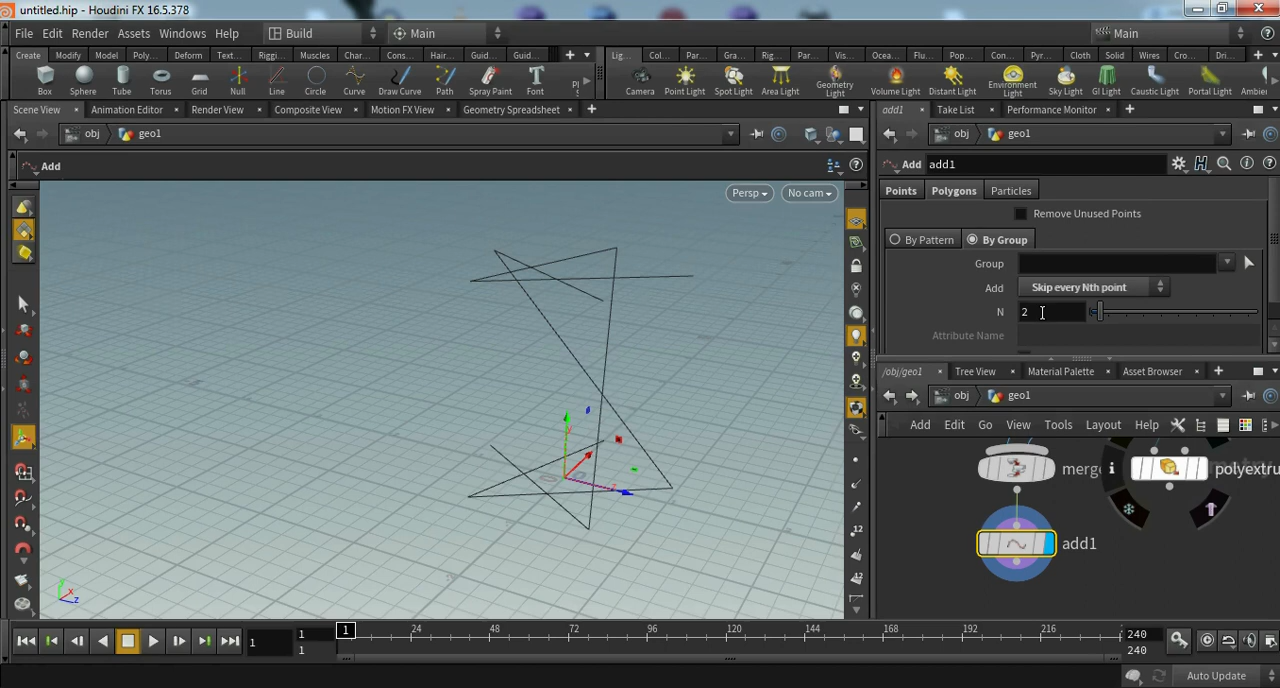 untitled.hip - Houdini FX 16.5.378
File Edit Render Assets Windows Help Build Main Main
Create Modify Model Poly... Deform Text... Riggi... Muscles Char... Cons... Hair... Guid... Guid... Lig... Col... Par... Gra... Rig... Par... Vis... Ocea... Flu... Pop... Con... Pyr... Cloth Solid Wires Cro... Dri...
Box Sphere Tube Torus Grid Null Line Circle Curve Draw Curve Path Spray Paint Font Camera Point Light Spot Light Area Light Geometry Light Volume Light Distant Light Environment Light Sky Light GI Light Caustic Light Portal Light Ambie
Scene View Animation Editor Render View Composite View Motion FX View Geometry Spreadsheet add1 Take List Performance Monitor
obj geo1 obj geo1
Add Add add1
Persp No cam
Points Polygons Particles
Remove Unused Points
By Pattern By Group
Group
Add Skip every Nth point
N 2
Attribute Name
/obj/geo1 Tree View Material Palette Asset Browser
obj geo1
Add Edit Go View Tools Layout Help
merge polyextru
add1
y x z
12
12
1 1 1 1 24 48 72 96 120 144 168 192 216 240 240
Auto Update